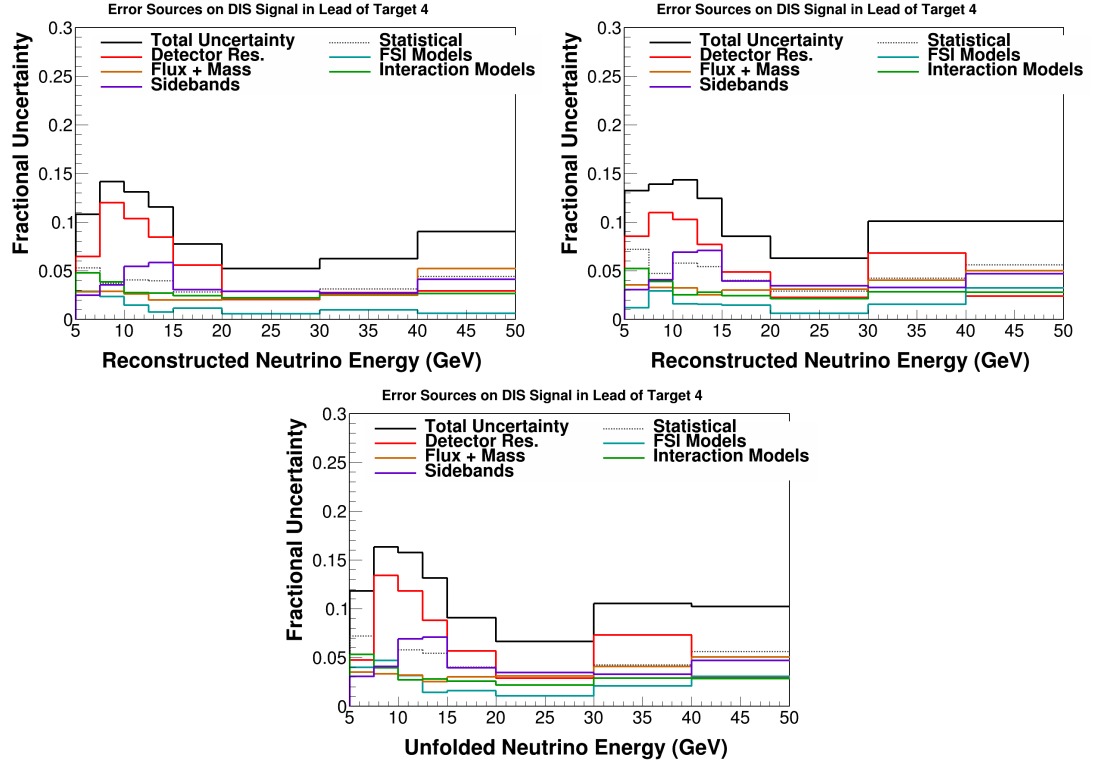 Error Sources on DIS Signal in Lead of Target 4
Fractional Uncertainty
0.3
0.25
0.2
0.15
0.1
0.05
0
Total Uncertainty
Detector Res.
Flux + Mass
Sidebands
Statistical
FSI Models
Interaction Models
5 10 15 20 25 30 35 40 45 50
Reconstructed Neutrino Energy (GeV)
Error Sources on DIS Signal in Lead of Target 4
Fractional Uncertainty
0.3
0.25
0.2
0.15
0.1
0.05
0
Total Uncertainty
Detector Res.
Flux + Mass
Sidebands
Statistical
FSI Models
Interaction Models
5 10 15 20 25 30 35 40 45 50
Reconstructed Neutrino Energy (GeV)
Error Sources on DIS Signal in Lead of Target 4
Fractional Uncertainty
0.3
0.25
0.2
0.15
0.1
0.05
0
Total Uncertainty
Detector Res.
Flux + Mass
Sidebands
Statistical
FSI Models
Interaction Models
5 10 15 20 25 30 35 40 45 50
Unfolded Neutrino Energy (GeV)